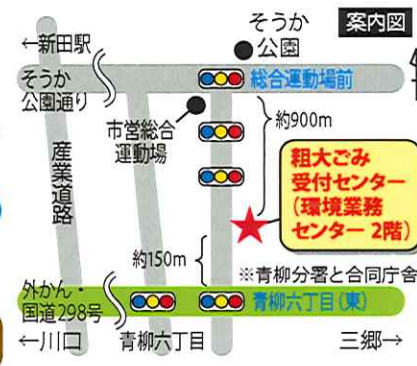 案内図
←新田駅
そうか
公園
そうか
公園通り
総合運動場前
市営総合
運動場
約900m
産業道路
粗大ごみ
受付センター
(環境業務
センター 2階)
約150m
※青柳分署と合同庁舎
外かん・
国道298号
青柳六丁目(東)
←川口
青柳六丁目
三郷→